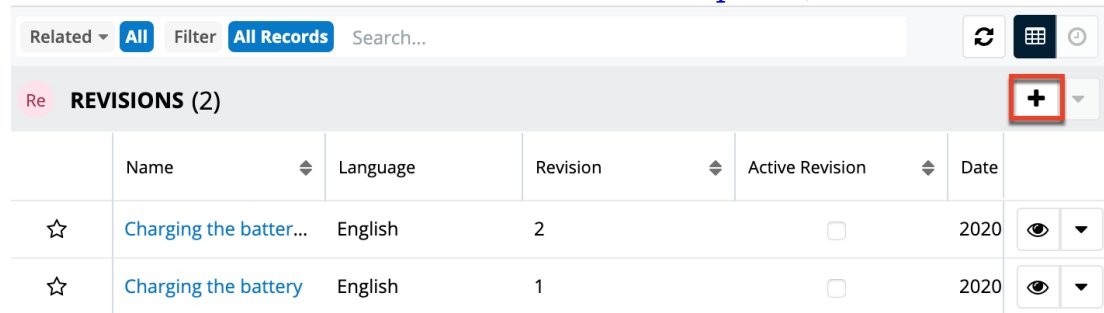 Related All Filter All Records Search...
Re REVISIONS (2)
Name Language Revision Active Revision Date
Charging the batter... English 2 2020
Charging the battery English 1 2020